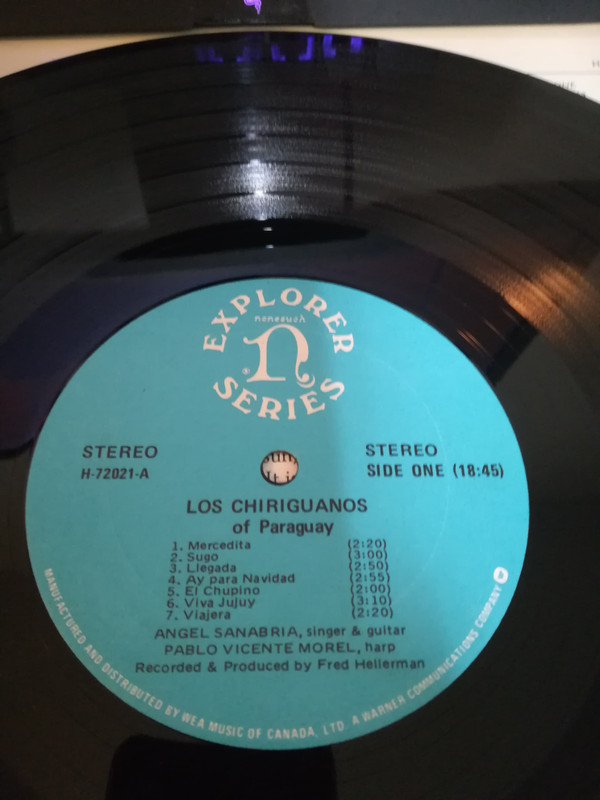 EXPLORER
nonesuch
n
SERIES
STEREO
H-72021-A
STEREO
SIDE ONE (18:45)
LOS CHIRIGUANOS
of Paraguay
1. Mercedita (2:20)
2. Sugo (3:00)
3. Llegada (2:50)
4. Ay para Navidad (2:55)
5. El Chupino (2:00)
6. Viva Jujuy (3:10)
7. Viajera (2:20)
ANGEL SANABRIA, singer & guitar
PABLO VICENTE MOREL, harp
Recorded & Produced by Fred Hellerman
MANUFACTURED AND DISTRIBUTED BY WEA MUSIC OF CANADA, LTD. A WARNER COMMUNICATIONS COMPANY